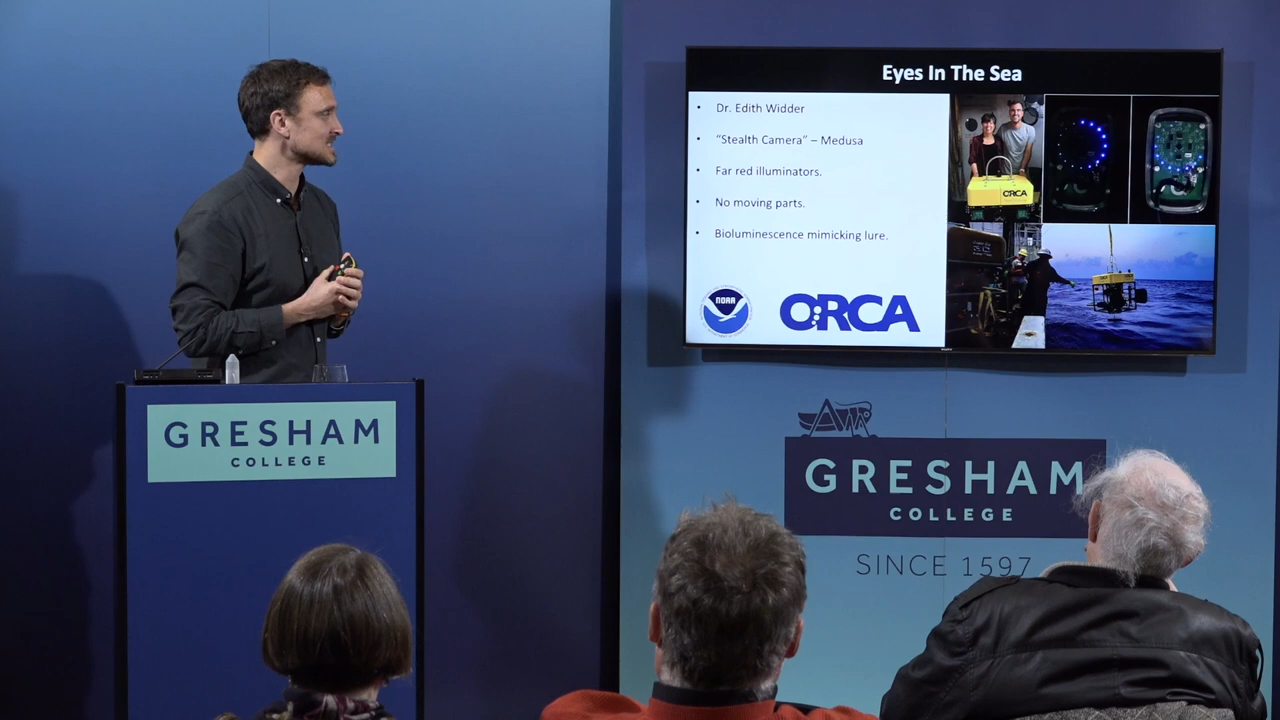 Eyes In The Sea
• Dr. Edith Widder
• “Stealth Camera” – Medusa
• Far red illuminators.
• No moving parts.
• Bioluminescence mimicking lure.
NOAA
ORCA
ORCA
GRESHAM
COLLEGE
GRESHAM
COLLEGE
SINCE 1597